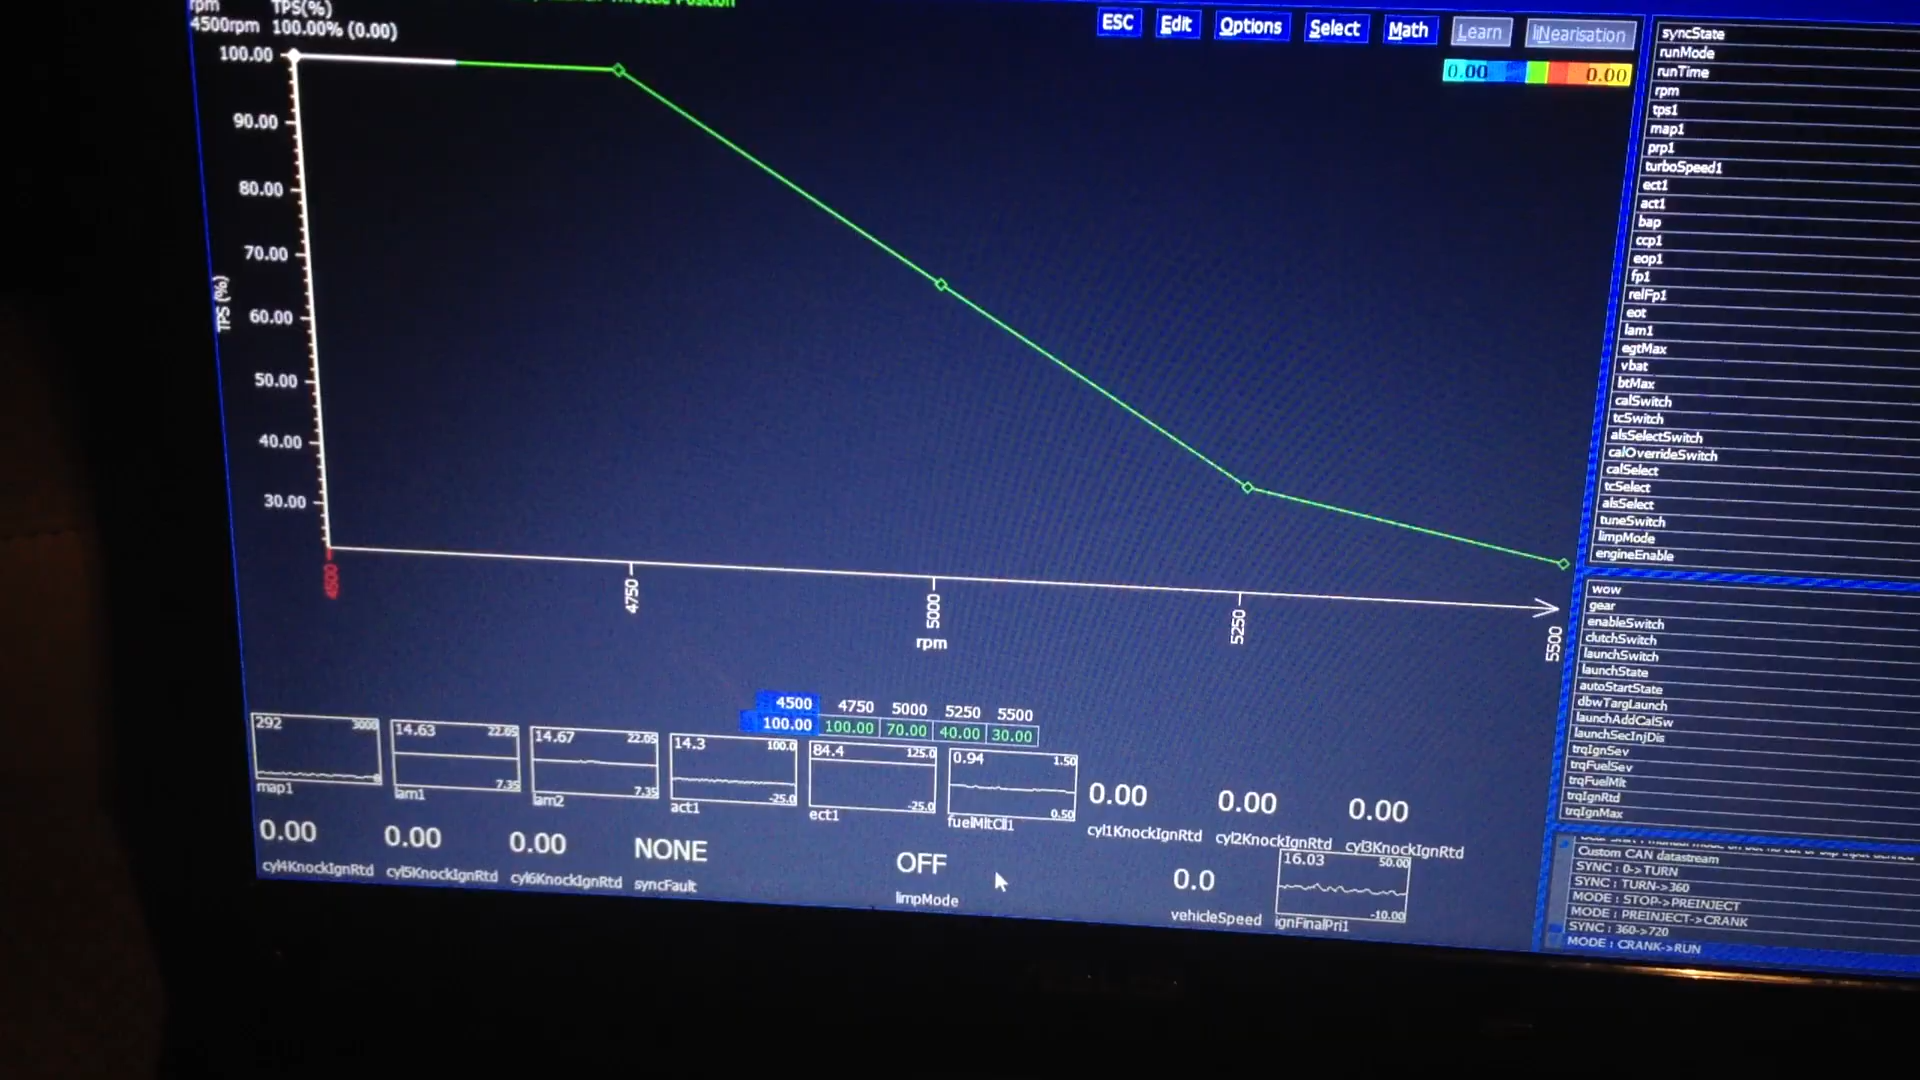 rpm TPS(%)
4500rpm 100.00% (0.00)
Throttle Position
ESC Edit Options Select Math Learn liNearisation
0.00 0.00
100.00
90.00
80.00
70.00
60.00
50.00
40.00
30.00
TPS (%)
4500 4750 5000 5250 5500
rpm
4500 4750 5000 5250 5500
100.00 100.00 70.00 40.00 30.00
292 3000
map1
14.63 22.05
7.35
lam1
14.67 22.05
7.35
lam2
14.3 100.0
-25.0
act1
84.4 125.0
-25.0
ect1
0.94 1.50
0.50
fuelMltCll1
0.00
cyl1KnockIgnRtd
0.00
cyl2KnockIgnRtd
0.00
cyl3KnockIgnRtd
0.00
cyl4KnockIgnRtd
0.00
cyl5KnockIgnRtd
0.00
cyl6KnockIgnRtd
NONE
syncFault
OFF
limpMode
0.0
vehicleSpeed
16.03 50.00
-10.00
ignFinalPri1
syncState
runMode
runTime
rpm
tps1
map1
prp1
turboSpeed1
ect1
act1
bap
ccp1
eop1
fp1
relFp1
eot
lam1
egtMax
vbat
btMax
calSwitch
tcSwitch
alsSelectSwitch
calOverrideSwitch
calSelect
tcSelect
alsSelect
tuneSwitch
limpMode
engineEnable
wow
gear
enableSwitch
clutchSwitch
launchSwitch
launchState
autoStartState
dbwTargLaunch
launchAddCalSw
launchSecInjDis
trqIgnSev
trqFuelSev
trqFuelMlt
trqIgnRtd
trqIgnMax
Custom CAN datastream
SYNC : 0->TURN
SYNC : TURN->360
MODE : STOP->PREINJECT
MODE : PREINJECT->CRANK
SYNC : 360->720
MODE : CRANK->RUN